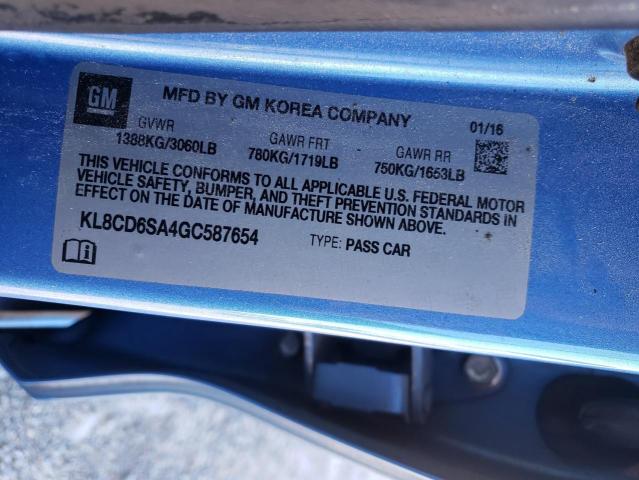 GM
MFD BY GM KOREA COMPANY
01/16
GVWR
GAWR FRT
GAWR RR
1388KG/3060LB
780KG/1719LB
750KG/1653LB
THIS VEHICLE CONFORMS TO ALL APPLICABLE U.S. FEDERAL MOTOR
VEHICLE SAFETY, BUMPER, AND THEFT PREVENTION STANDARDS IN
EFFECT ON THE DATE OF MANUFACTURE SHOWN ABOVE.
KL8CD6SA4GC587654
TYPE: PASS CAR